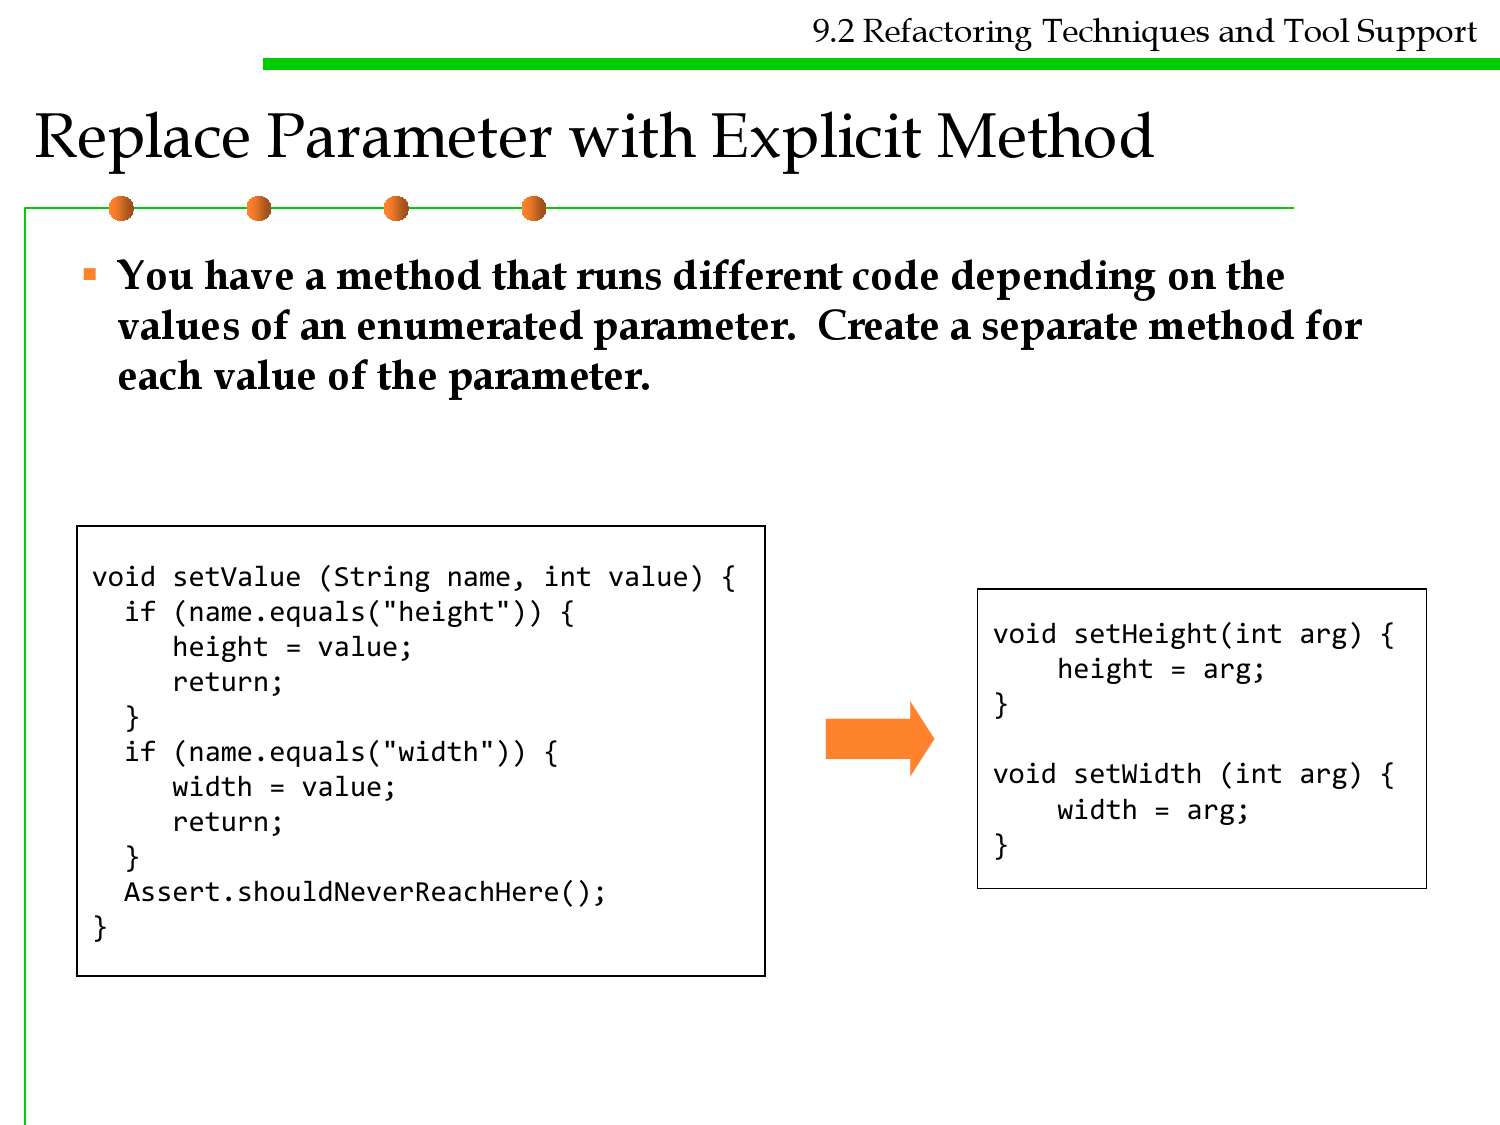 9.2 Refactoring Techniques and Tool Support
Replace Parameter with Explicit Method
You have a method that runs different code depending on the
values of an enumerated parameter.  Create a separate method for
each value of the parameter.
void setValue (String name, int value) {
  if (name.equals("height")) {
     height = value;
     return;
  }
  if (name.equals("width")) {
     width = value;
     return;
  }
  Assert.shouldNeverReachHere();
}
void setHeight(int arg) {
    height = arg;
}
void setWidth (int arg) {
    width = arg;
}